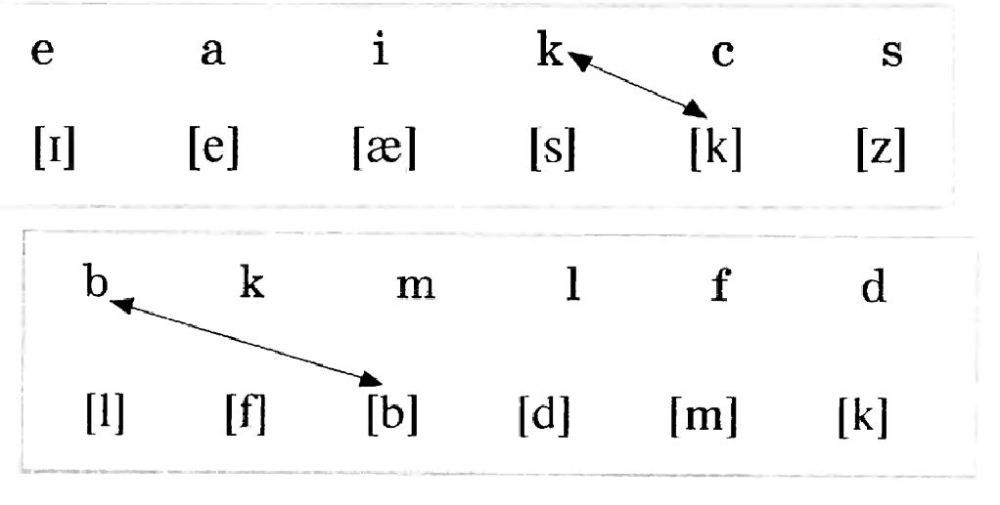 e a i k c s
[ɪ] [e] [æ] [s] [k] [z]
b k m l f d
[l] [f] [b] [d] [m] [k]